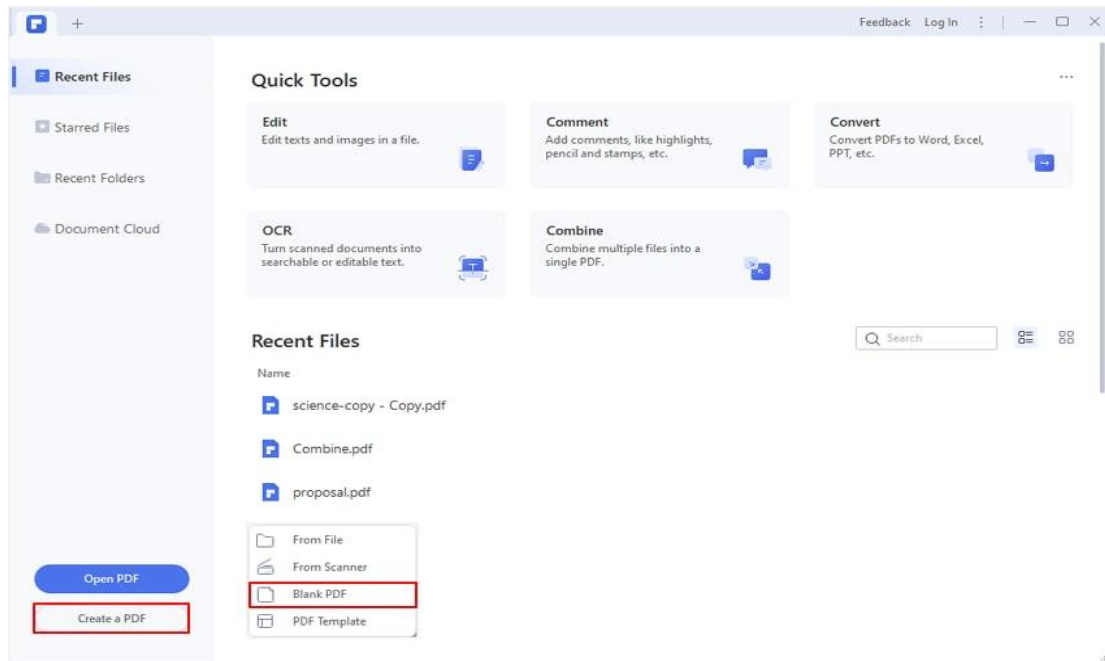 Feedback Log In
Recent Files
Starred Files
Recent Folders
Document Cloud
Open PDF
Create a PDF
Quick Tools
Edit
Edit texts and images in a file.
Comment
Add comments, like highlights,
pencil and stamps, etc.
Convert
Convert PDFs to Word, Excel,
PPT, etc.
OCR
Turn scanned documents into
searchable or editable text.
Combine
Combine multiple files into a
single PDF.
Recent Files
Search
Name
science-copy - Copy.pdf
Combine.pdf
proposal.pdf
From File
From Scanner
Blank PDF
PDF Template